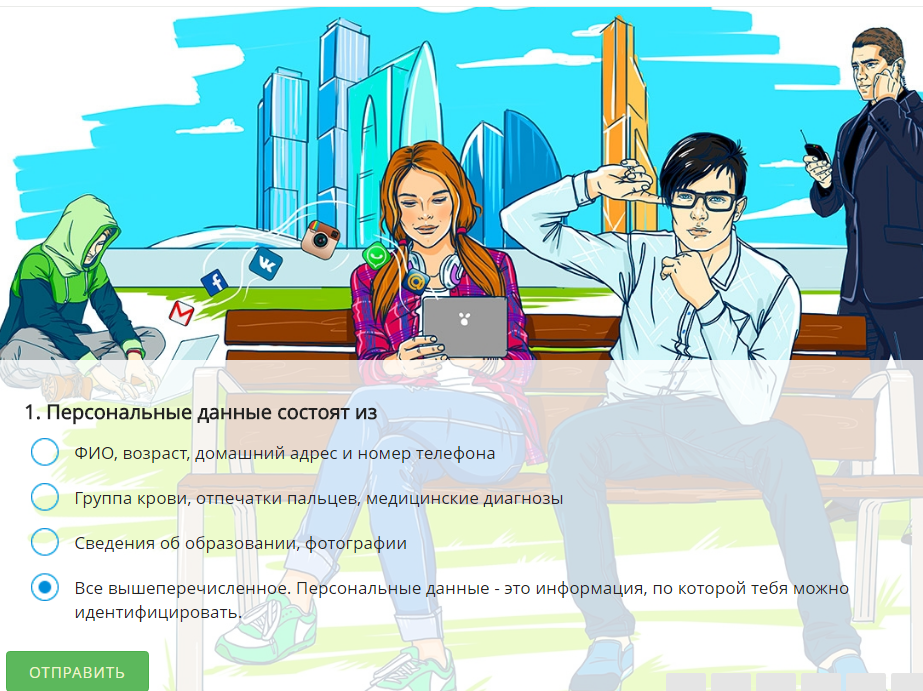 1. Персональные данные состоят из
ФИО, возраст, домашний адрес и номер телефона
Группа крови, отпечатки пальцев, медицинские диагнозы
Сведения об образовании, фотографии
Все вышеперечисленное. Персональные данные - это информация, по которой тебя можно
идентифицировать.
ОТПРАВИТЬ